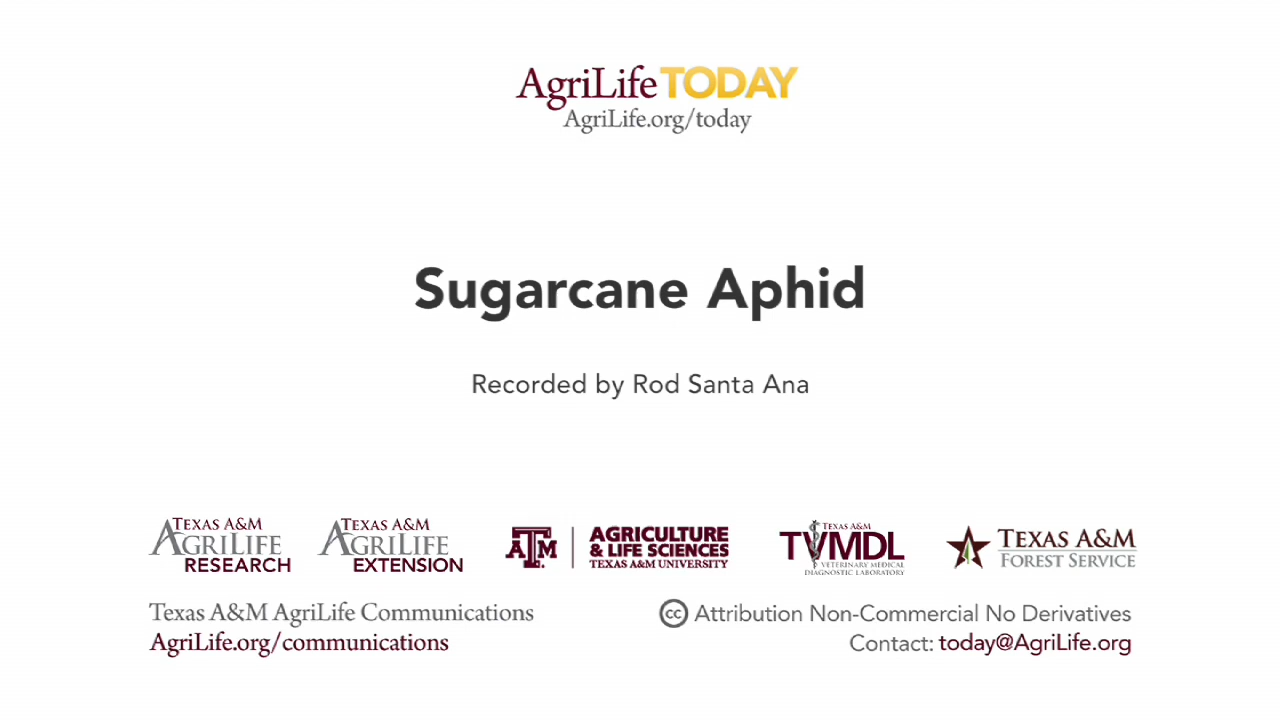 AgriLife TODAY
AgriLife.org/today
Sugarcane Aphid
Recorded by Rod Santa Ana
TEXAS A&M
AGRILIFE
RESEARCH
TEXAS A&M
AGRILIFE
EXTENSION
ATM
AGRICULTURE
& LIFE SCIENCES
TEXAS A&M UNIVERSITY
TEXAS A&M
TVMDL
VETERINARY MEDICAL
DIAGNOSTIC LABORATORY
TEXAS A&M
FOREST SERVICE
Texas A&M AgriLife Communications
AgriLife.org/communications
cc Attribution Non-Commercial No Derivatives
Contact: today@AgriLife.org